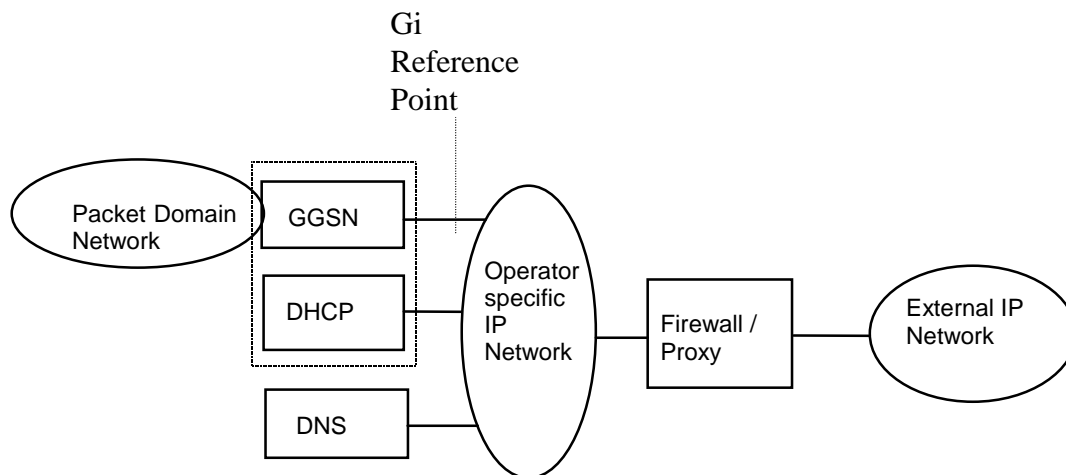 Gi
Reference
Point
Packet Domain
Network
GGSN
DHCP
DNS
Operator
specific
IP
Network
Firewall /
Proxy
External IP
Network